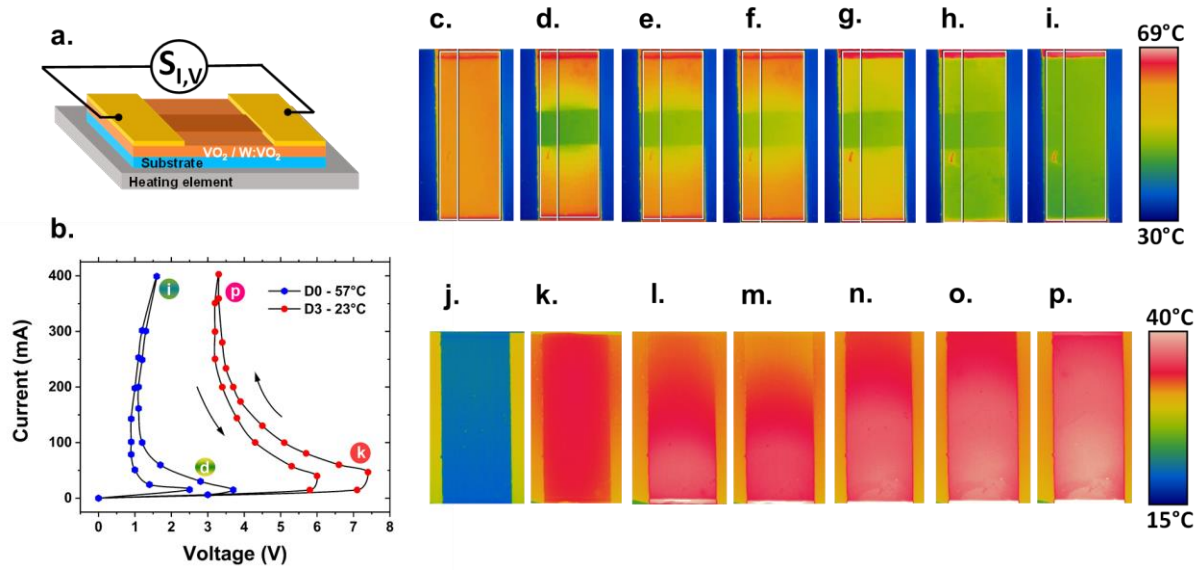 a.
S I,V
VO₂ / W:VO₂
Substrate
Heating element
b.
Current (mA)
400
300
200
100
0
i
p
D0 - 57°C
D3 - 23°C
d
k
0 1 2 3 4 5 6 7 8
Voltage (V)
c. d. e. f. g. h. i.
69°C
30°C
j. k. l. m. n. o. p.
40°C
15°C